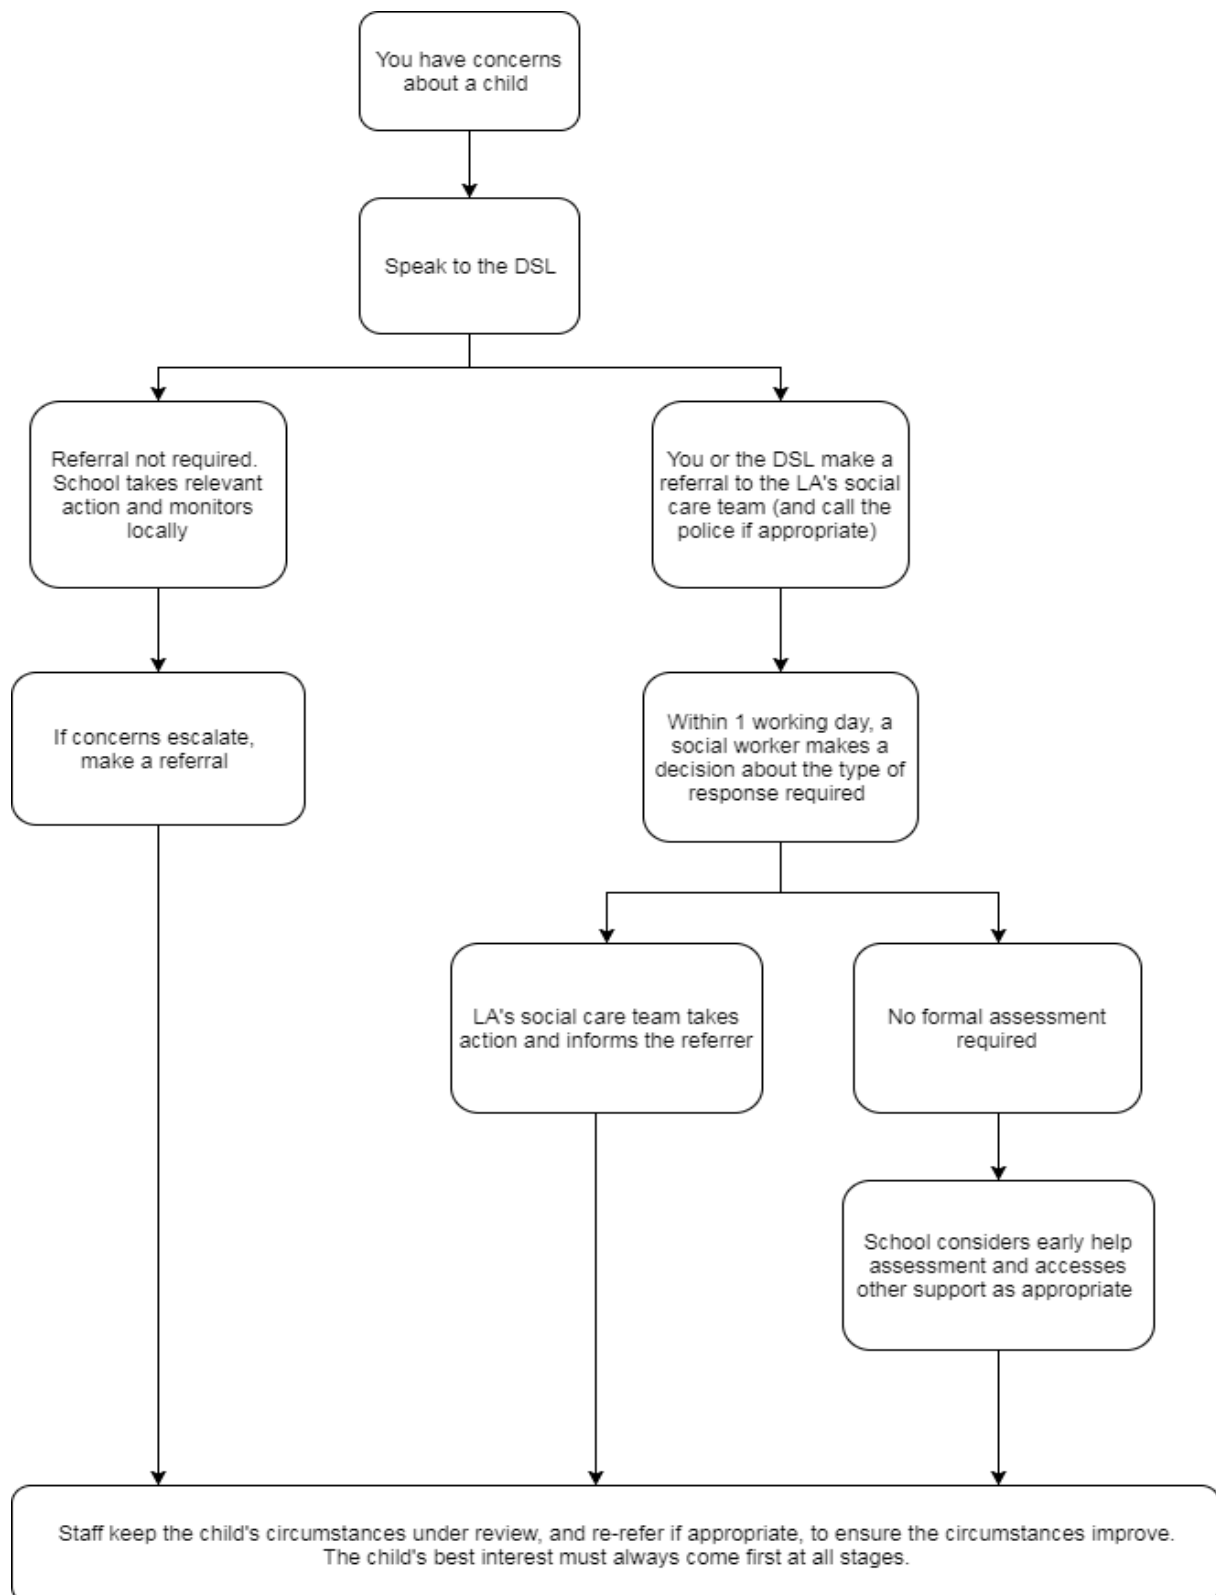 You have concerns
about a child
Speak to the DSL
Referral not required.
School takes relevant
action and monitors
locally
You or the DSL make a
referral to the LA's social
care team (and call the
police if appropriate)
If concerns escalate,
make a referral
Within 1 working day, a
social worker makes a
decision about the type of
response required
LA's social care team takes
action and informs the referrer
No formal assessment
required
School considers early help
assessment and accesses
other support as appropriate
Staff keep the child's circumstances under review, and re-refer if appropriate, to ensure the circumstances improve.
The child's best interest must always come first at all stages.